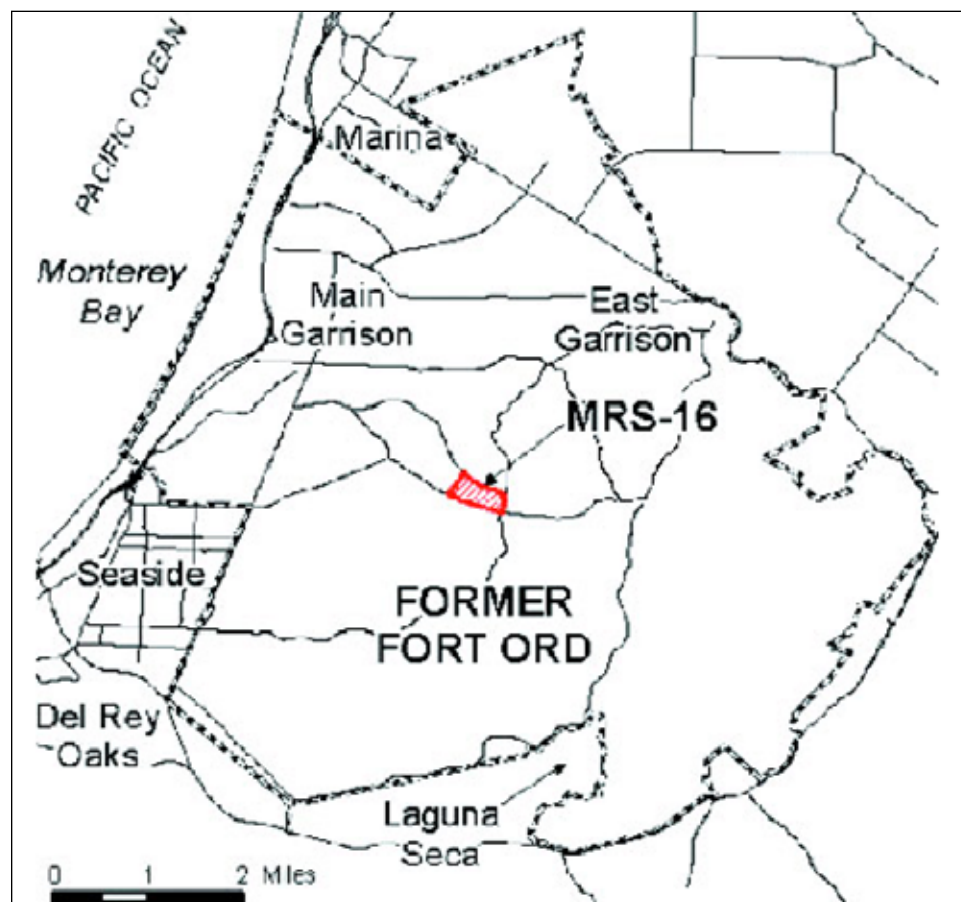 PACIFIC OCEAN
Marina
Monterey
Bay
Main
Garrison
East
Garrison
MRS-16
Seaside
FORMER
FORT ORD
Del Rey
Oaks
Laguna
Seca
0 1 2 Miles